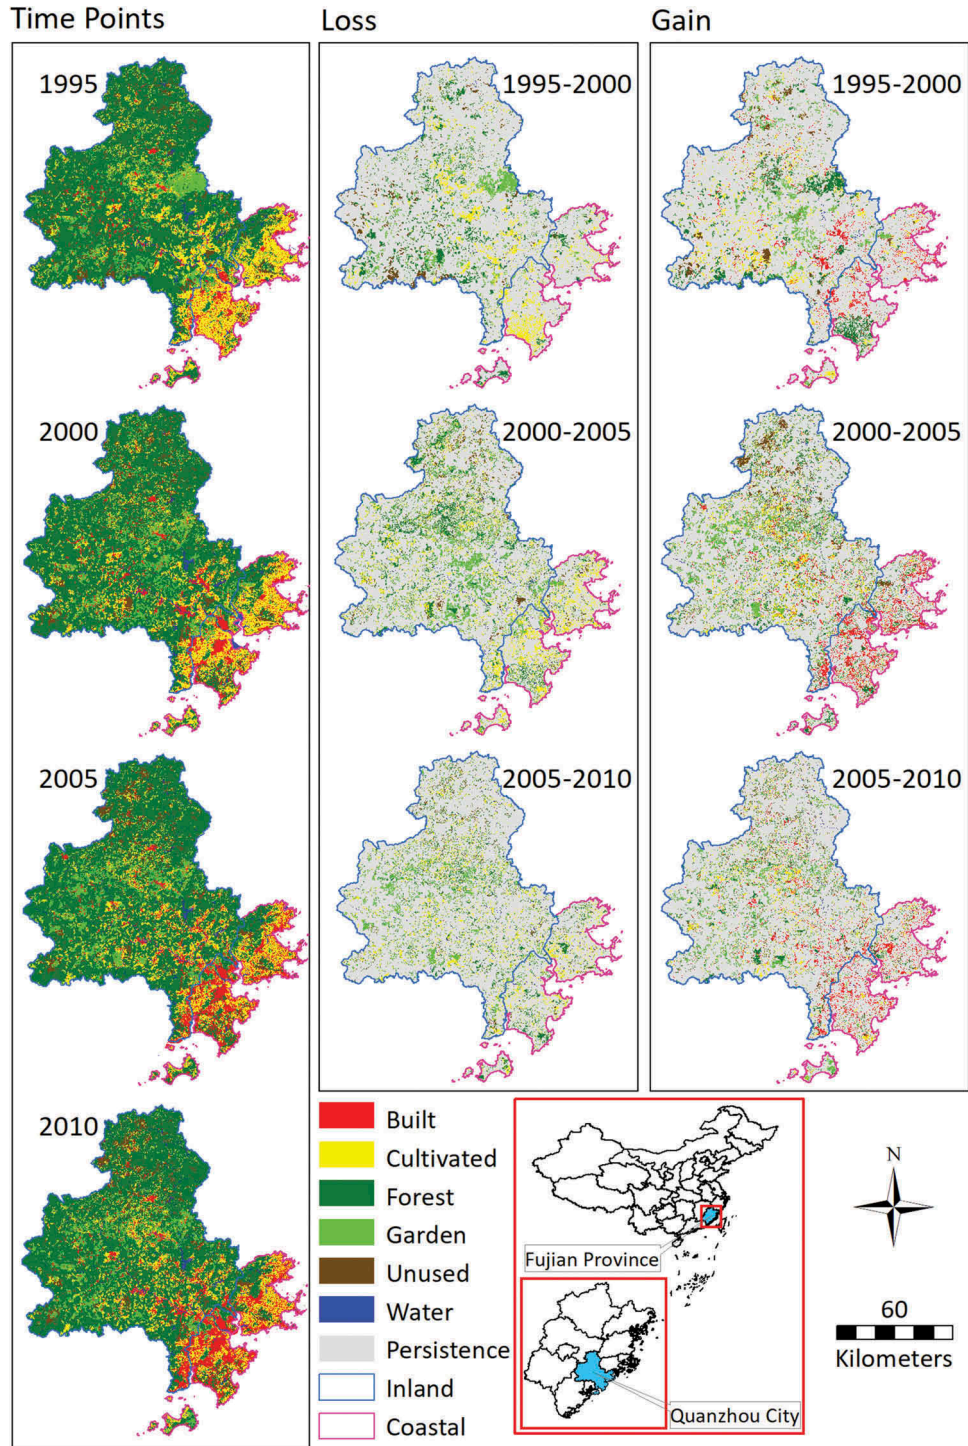 Time Points
Loss
Gain
1995
1995-2000
1995-2000
2000
2000-2005
2000-2005
2005
2005-2010
2005-2010
2010
Built
Cultivated
Forest
Garden
Unused
Water
Persistence
Inland
Coastal
Fujian Province
Quanzhou City
N
60
Kilometers